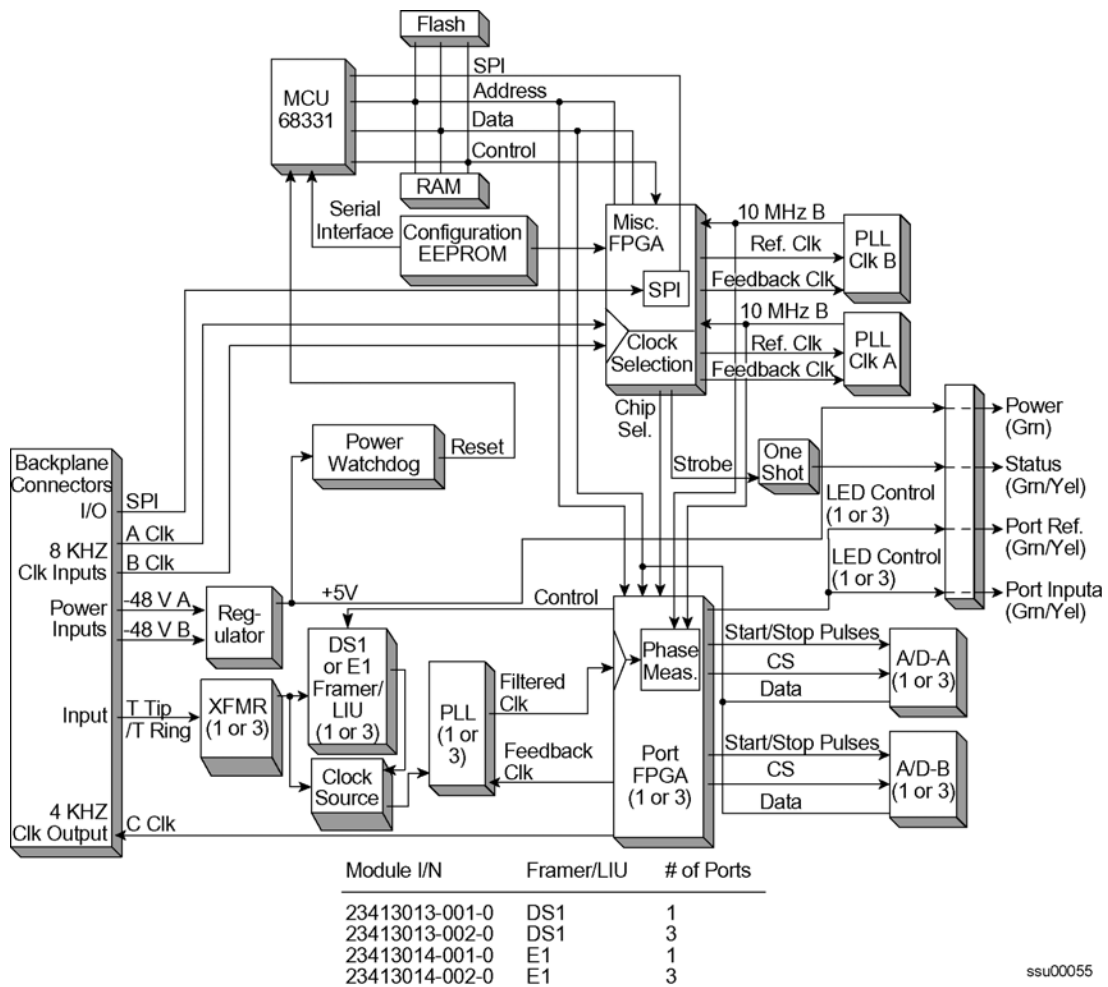 Flash
SPI
Address
Data
Control
MCU
68331
RAM
Serial
Interface
Configuration
EEPROM
Misc.
FPGA
SPI
Clock
Selection
10 MHz B
Ref. Clk
Feedback Clk
PLL
Clk B
10 MHz B
Ref. Clk
Feedback Clk
PLL
Clk A
Chip
Sel.
Strobe
One
Shot
Power
(Grn)
Status
(Grn/Yel)
LED Control
(1 or 3)
Port Ref.
(Grn/Yel)
LED Control
(1 or 3)
Port Inputa
(Grn/Yel)
Power
Watchdog
Reset
Backplane
Connectors
I/O
SPI
A Clk
8 KHZ
Clk Inputs
B Clk
Power
Inputs
-48 V A
-48 V B
Reg-
ulator
+5V
Control
DS1
or E1
Framer/
LIU
(1 or 3)
Input
T Tip
/T Ring
XFMR
(1 or 3)
Clock
Source
PLL
(1 or
3)
Filtered
Clk
Feedback
Clk
Phase
Meas.
Port
FPGA
(1 or 3)
Start/Stop Pulses
CS
Data
A/D-A
(1 or 3)
Start/Stop Pulses
CS
Data
A/D-B
(1 or 3)
4 KHZ
Clk Output
C Clk
Module I/N Framer/LIU # of Ports
23413013-001-0 DS1 1
23413013-002-0 DS1 3
23413014-001-0 E1 1
23413014-002-0 E1 3
ssu00055